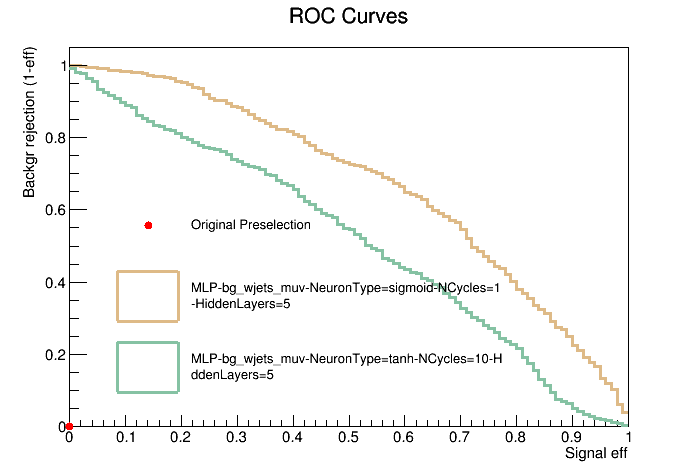 ROC Curves
Backgr rejection (1-eff)
1
0.8
0.6
0.4
0.2
0
Original Preselection
MLP-bg_wjets_muv-NeuronType=sigmoid-NCycles=1
-HiddenLayers=5
MLP-bg_wjets_muv-NeuronType=tanh-NCycles=10-H
ddenLayers=5
0 0.1 0.2 0.3 0.4 0.5 0.6 0.7 0.8 0.9 1
Signal eff